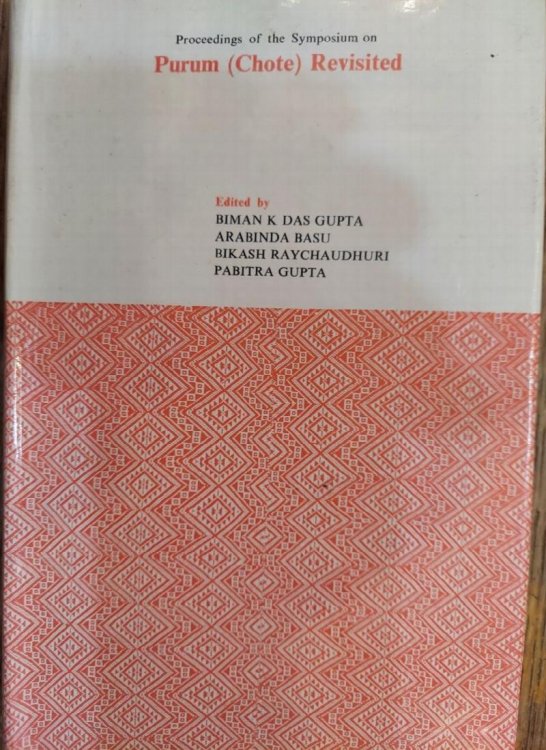 Proceedings of the Symposium on
Purum (Chote) Revisited
Edited by
BIMAN K DAS GUPTA
ARABINDA BASU
BIKASH RAYCHAUDHURI
PABITRA GUPTA